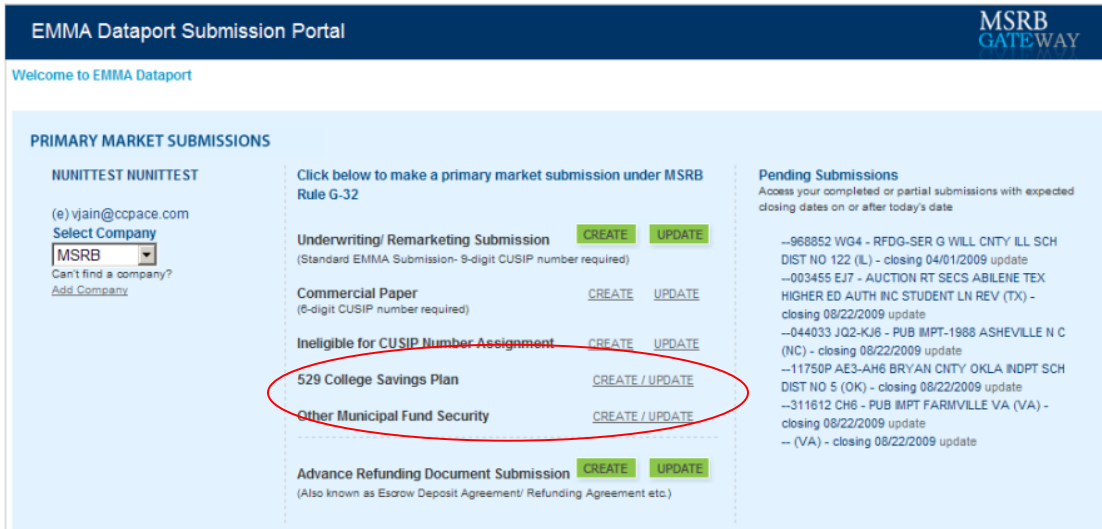 EMMA Dataport Submission Portal
MSRB
GATEWAY
Welcome to EMMA Dataport
PRIMARY MARKET SUBMISSIONS
NUNITTEST NUNITTEST
(e) vjain@ccpace.com
Select Company
MSRB
Can't find a company?
Add Company
Click below to make a primary market submission under MSRB
Rule G-32
Underwriting/ Remarketing Submission CREATE UPDATE
(Standard EMMA Submission- 9-digit CUSIP number required)
Commercial Paper CREATE UPDATE
(6-digit CUSIP number required)
Ineligible for CUSIP Number Assignment CREATE UPDATE
529 College Savings Plan CREATE / UPDATE
Other Municipal Fund Security CREATE / UPDATE
Advance Refunding Document Submission CREATE UPDATE
(Also known as Escrow Deposit Agreement/ Refunding Agreement etc.)
Pending Submissions
Access your completed or partial submissions with expected
closing dates on or after today's date
--968852 WG4 - RFDG-SER G WILL CNTY ILL SCH
DIST NO 122 (IL) - closing 04/01/2009 update
--003455 EJ7 - AUCTION RT SECS ABILENE TEX
HIGHER ED AUTH INC STUDENT LN REV (TX) -
closing 08/22/2009 update
--044033 JQ2-KJ6 - PUB IMPT-1988 ASHEVILLE N C
(NC) - closing 08/22/2009 update
--11750P AE3-AH6 BRYAN CNTY OKLA INDPT SCH
DIST NO 5 (OK) - closing 08/22/2009 update
--311612 CH6 - PUB IMPT FARMVILLE VA (VA) -
closing 08/22/2009 update
-- (VA) - closing 08/22/2009 update